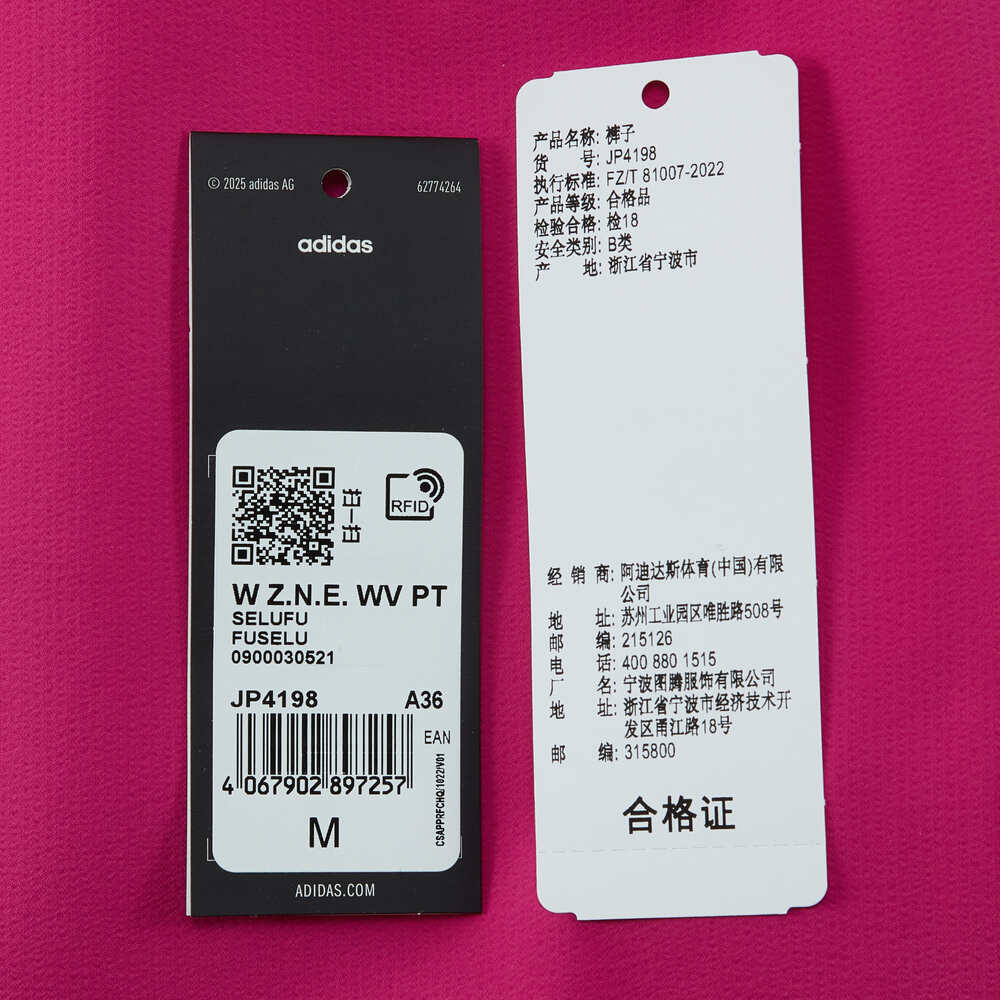 © 2025 adidas AG
62774264
adidas
扫一扫
RFID
W Z.N.E. WV PT
SELUFU
FUSELU
0900030521
JP4198 A36
EAN
4 067902 897257
CSAPPRFCHQ/1022/V01
M
ADIDAS.COM
产品名称: 裤子
货 号: JP4198
执行标准: FZ/T 81007-2022
产品等级: 合格品
检验合格: 检18
安全类别: B类
产 地: 浙江省宁波市
经 销 商: 阿迪达斯体育(中国)有限
公司
地 址: 苏州工业园区唯胜路508号
邮 编: 215126
电 话: 400 880 1515
厂 名: 宁波图腾服饰有限公司
地 址: 浙江省宁波市经济技术开
发区甬江路18号
邮 编: 315800
合格证